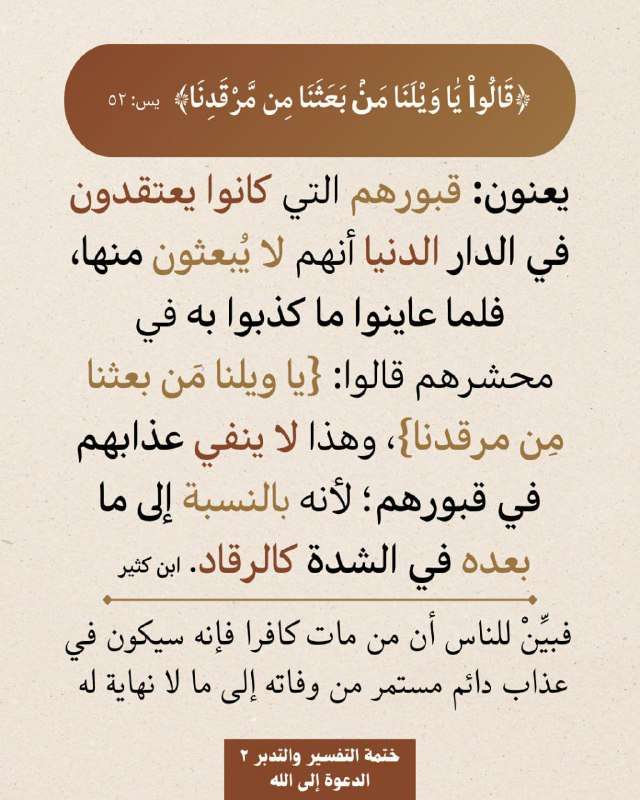 ﴿قَالُواْ يَٰا وَيْلَنَا مَنۢ بَعَثَنَا مِن مَّرْقَدِنَا﴾ يس: ٥٢
يعنون: قبورهم التي كانوا يعتقدون
في الدار الدنيا أنهم لا يُبعثون منها،
فلما عاينوا ما كذبوا به في
محشرهم قالوا: {يا ويلنا مَن بعثنا
مِن مرقدنا}، وهذا لا ينفي عذابهم
في قبورهم؛ لأنه بالنسبة إلى ما
بعده في الشدة كالرقاد. ابن كثير
فبيِّنْ للناس أن من مات كافرا فإنه سيكون في
عذاب دائم مستمر من وفاته إلى ما لا نهاية له
ختمة التفسير والتدبر ٢
الدعوة إلى الله